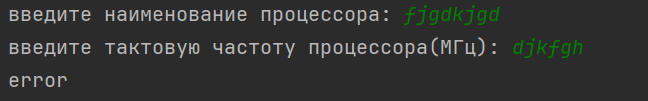 введите наименование процессора: fjgdkjgd
введите тактовую частоту процессора(МГц): djkfgh
error